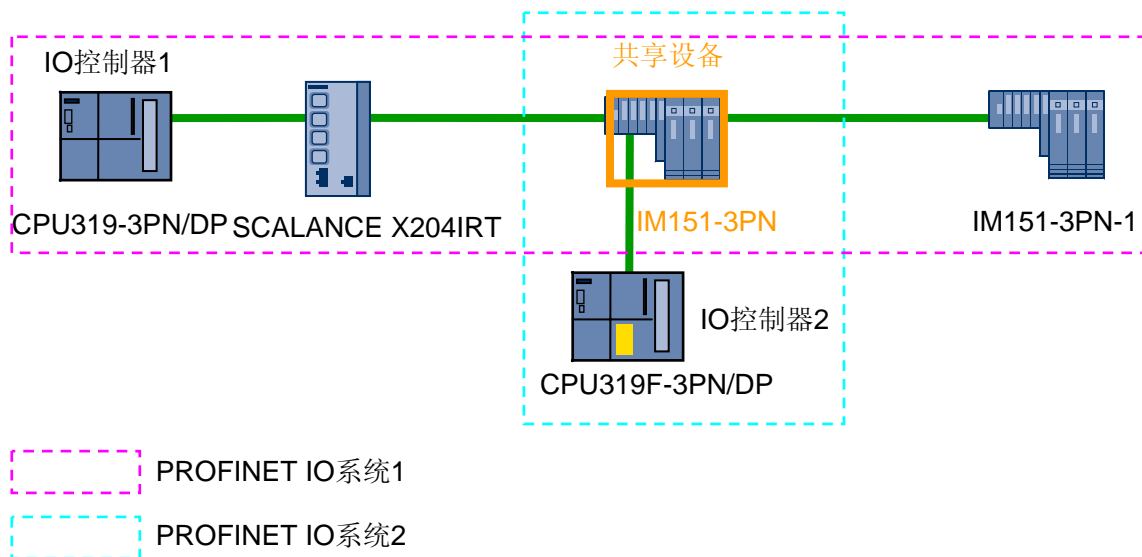 IO控制器1
共享设备
CPU319-3PN/DP
SCALANCE X204IRT
IM151-3PN
IM151-3PN-1
IO控制器2
CPU319F-3PN/DP
PROFINET IO系统1
PROFINET IO系统2